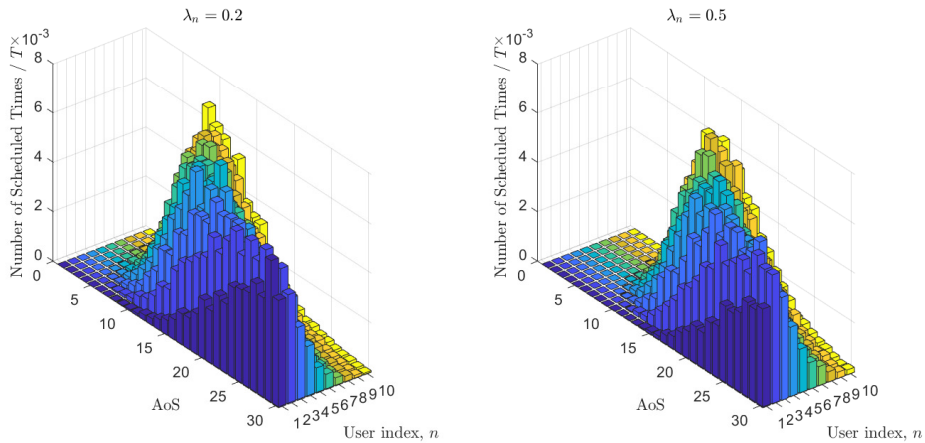 λn = 0.2
×10-3
Number of Scheduled Times / T
8
6
4
2
0
0
5
10
15
20
25
30
AoS
1 2 3 4 5 6 7 8 9 10
User index, n
λn = 0.5
×10-3
Number of Scheduled Times / T
8
6
4
2
0
0
5
10
15
20
25
30
AoS
1 2 3 4 5 6 7 8 9 10
User index, n